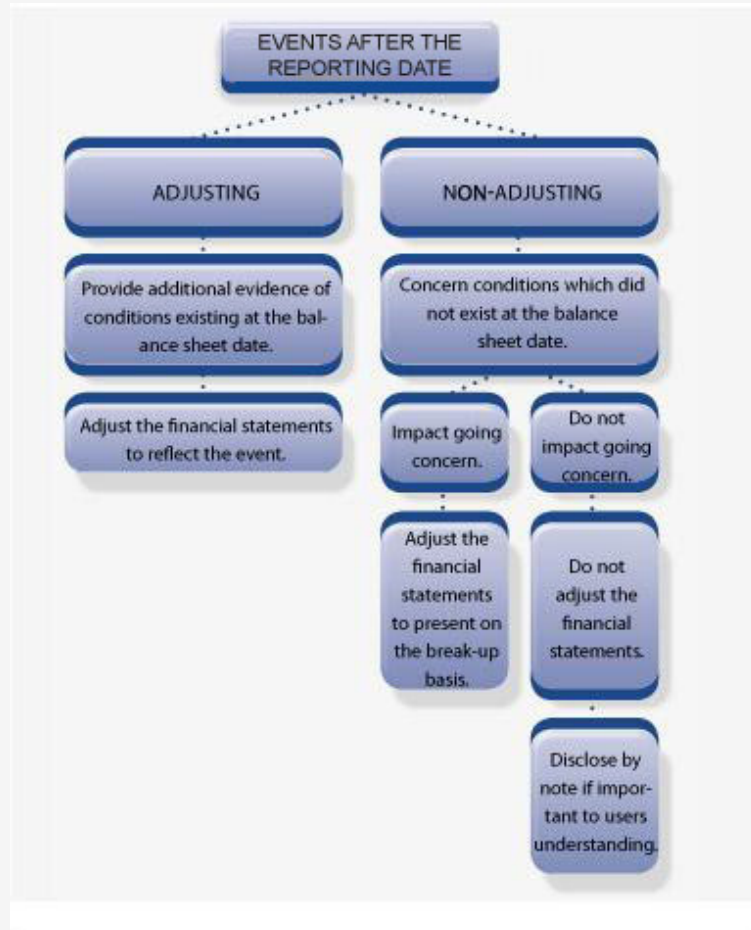 EVENTS AFTER THE
REPORTING DATE
ADJUSTING
NON-ADJUSTING
Provide additional evidence of
conditions existing at the bal-
ance sheet date.
Concern conditions which did
not exist at the balance
sheet date.
Adjust the financial statements
to reflect the event.
Impact going
concern.
Do not
impact going
concern.
Adjust the
financial
statements
to present on
the break-up
basis.
Do not
adjust the
financial
statements.
Disclose by
note if impor-
tant to users
understanding.